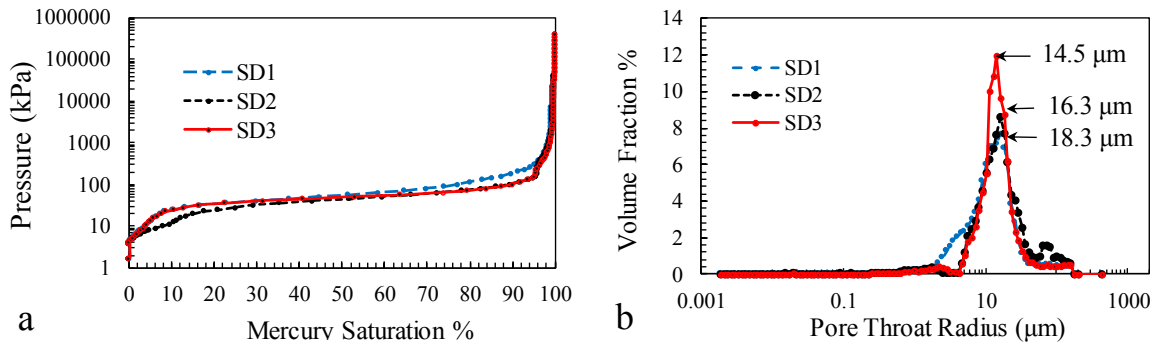 Pressure (kPa)
1000000
100000
10000
1000
100
10
1
SD1
SD2
SD3
0 10 20 30 40 50 60 70 80 90 100
Mercury Saturation %
a
Volume Fraction %
14
12
10
8
6
4
2
0
SD1
SD2
SD3
14.5 μm
16.3 μm
18.3 μm
0.001 0.1 10 1000
Pore Throat Radius (μm)
b